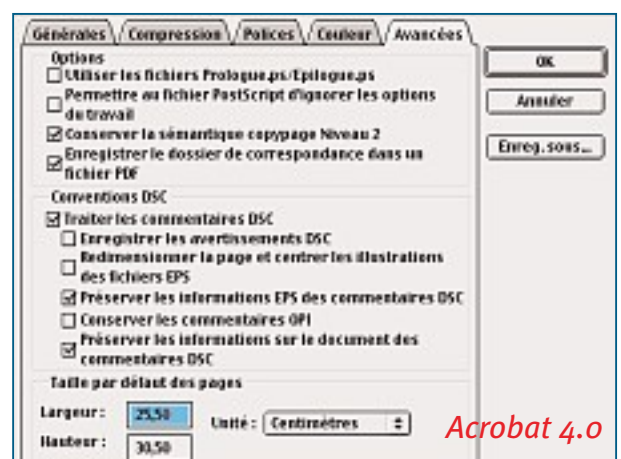 Générales Compression Polices Couleur Avancées
Options
Utiliser les fichiers Prologue.ps/Epilogue.ps
Permettre au fichier PostScript d'ignorer les options
du travail
Conserver la sémantique copypage Niveau 2
Enregistrer le dossier de correspondance dans un
fichier PDF
Conventions DSC
Traiter les commentaires DSC
Enregistrer les avertissements DSC
Redimensionner la page et centrer les illustrations
des fichiers EPS
Préserver les informations EPS des commentaires DSC
Conserver les commentaires OPI
Préserver les informations sur le document des
commentaires DSC
Taille par défaut des pages
Largeur : 25,50 Unité : Centimètres
Hauteur : 30,50
OK
Annuler
Enreg. sous...
Acrobat 4.0